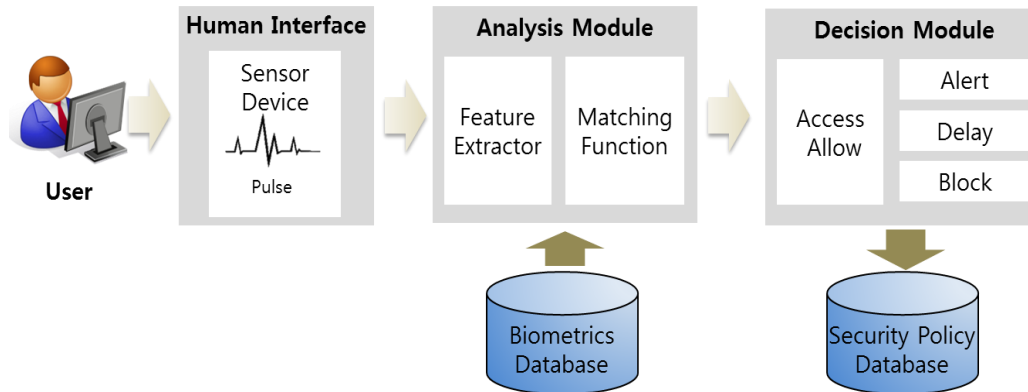 Human Interface
Analysis Module
Decision Module
Sensor
Device
Pulse
User
Feature
Extractor
Matching
Function
Access
Allow
Alert
Delay
Block
Biometrics
Database
Security Policy
Database